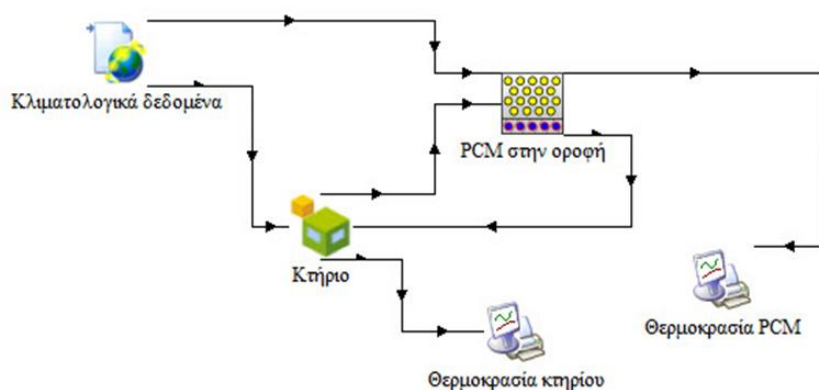 Κλιματολογικά δεδομένα
PCM στην οροφή
Κτήριο
Θερμοκρασία PCM
Θερμοκρασία κτηρίου